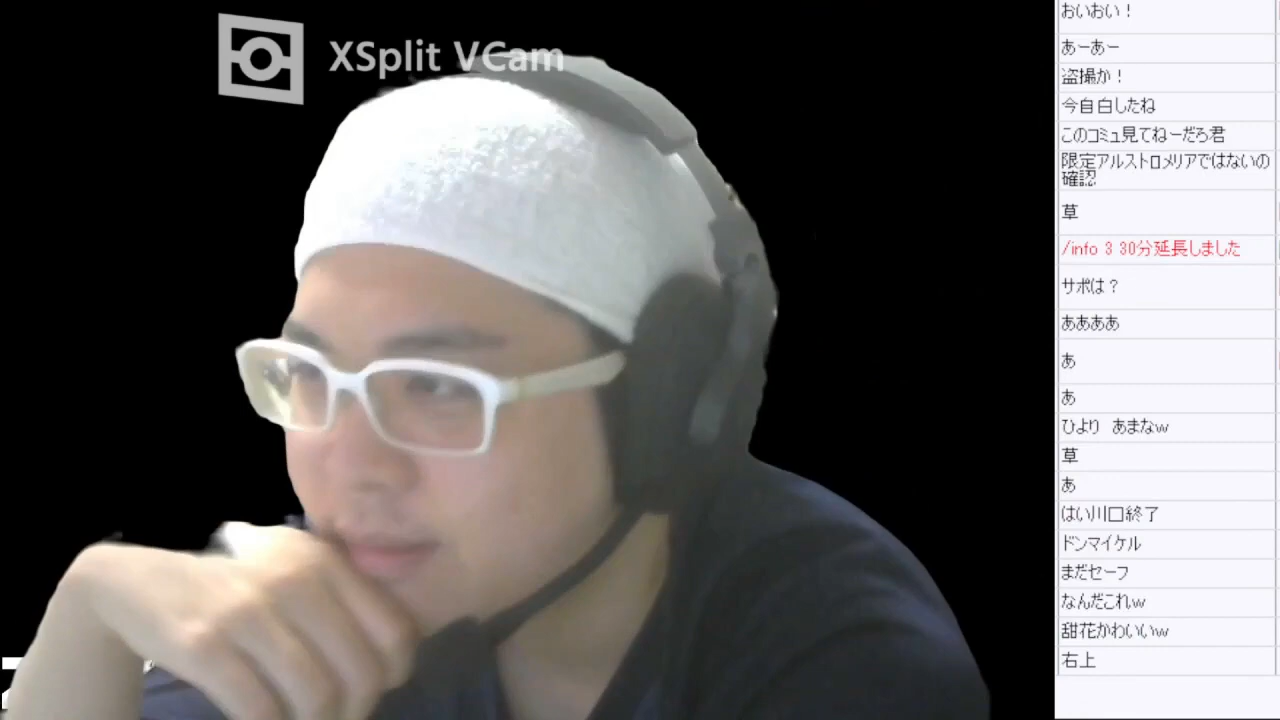 XSplit VCam
おいおい！
あーあー
盗撮か！
今自白したね
このコミュ見てねーだろ君
限定アルストロメリアではないの
確認
草
/info 3 30分延長しました
サポは？
ああああ
あ
あ
ひより　あまなw
草
あ
はい川口終了
ドンマイケル
まだセーフ
なんだこれw
甜花かわいいw
右上